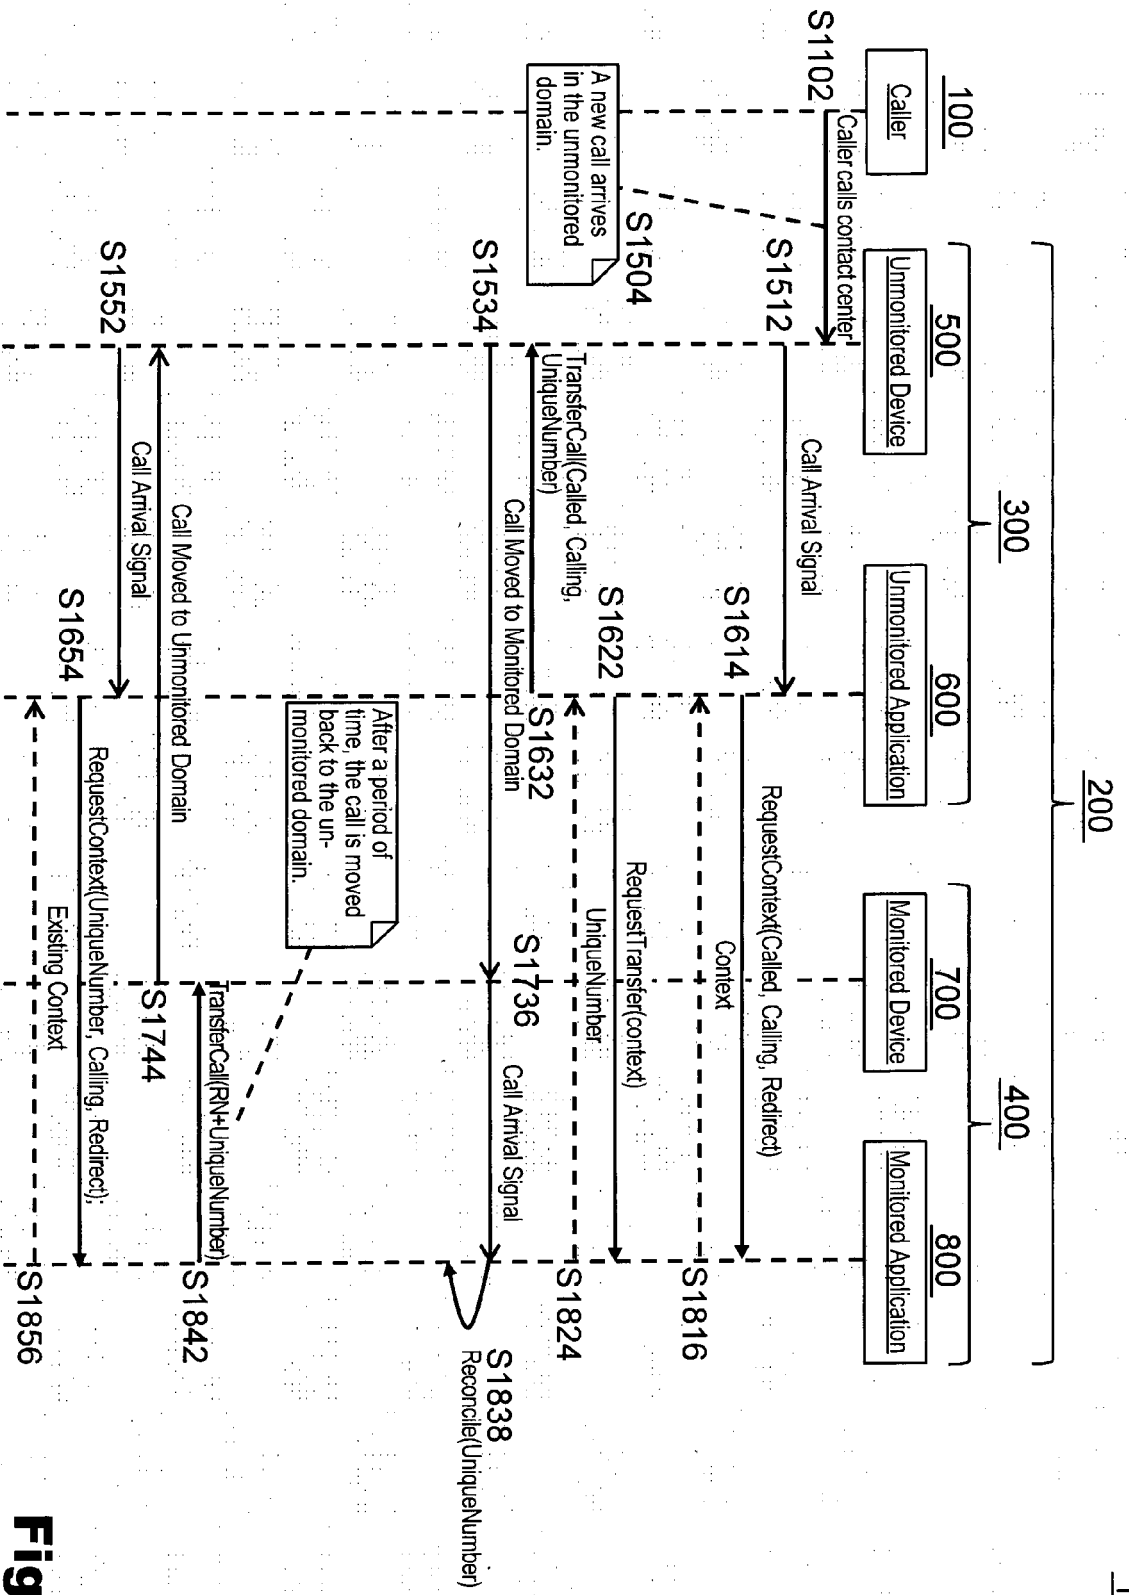 200
300
400
100
500
600
700
800
Caller
Unmonitored Device
Unmonitored Application
Monitored Device
Monitored Application
S1102
Caller calls contact center
S1504
A new call arrives
in the unmonitored
domain.
S1512
Call Arrival Signal
S1614
RequestContext(Called, Calling, Redirect)
Context
S1816
S1622
RequestTransfer(context)
UniqueNumber
S1824
TransferCall(Called, Calling,
UniqueNumber)
S1632
S1534
Call Moved to Monitored Domain
S1736
Call Arrival Signal
S1838
Reconcile(UniqueNumber)
After a period of
time, the call is moved
back to the un-
monitored domain.
TransferCall(RN+UniqueNumber)
S1842
Call Moved to Unmonitored Domain
S1744
S1552
Call Arrival Signal
S1654
RequestContext(UniqueNumber, Calling, Redirect);
Existing Context
S1856
Fig